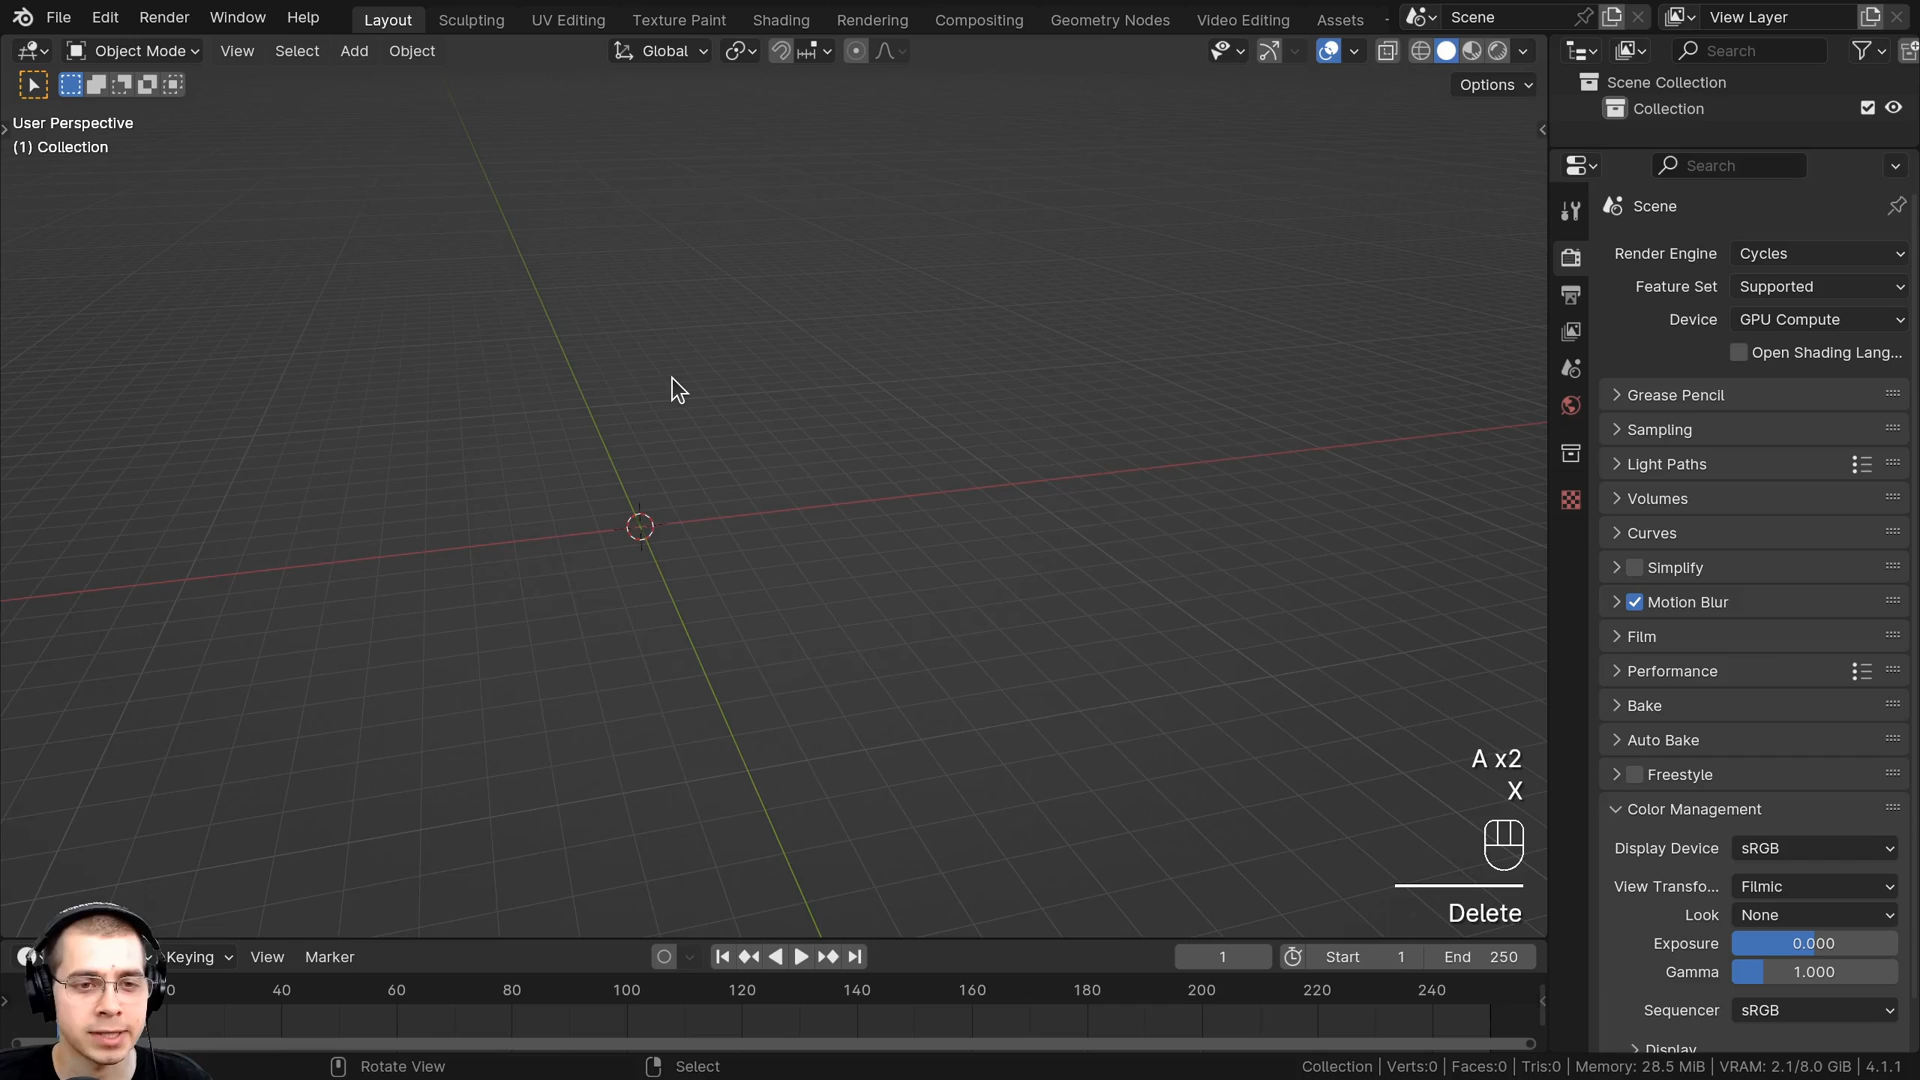 File Edit Render Window Help Layout Sculpting UV Editing Texture Paint Shading Rendering Compositing Geometry Nodes Video Editing Assets Scene View Layer
Object Mode View Select Add Object Global Search
Options
User Perspective
(1) Collection
Scene Collection
Collection
Search
Scene
Render Engine Cycles
Feature Set Supported
Device GPU Compute
Open Shading Lang...
Grease Pencil
Sampling
Light Paths
Volumes
Curves
Simplify
Motion Blur
Film
Performance
Bake
Auto Bake
Freestyle
Color Management
Display Device sRGB
View Transfo... Filmic
Look None
Exposure 0.000
Gamma 1.000
Sequencer sRGB
Display
A x2
X
Delete
Keying View Marker 1 Start 1 End 250
0 40 60 80 100 120 140 160 180 200 220 240
Rotate View Select Collection | Verts:0 | Faces:0 | Tris:0 | Memory: 28.5 MiB | VRAM: 2.1/8.0 GiB | 4.1.1